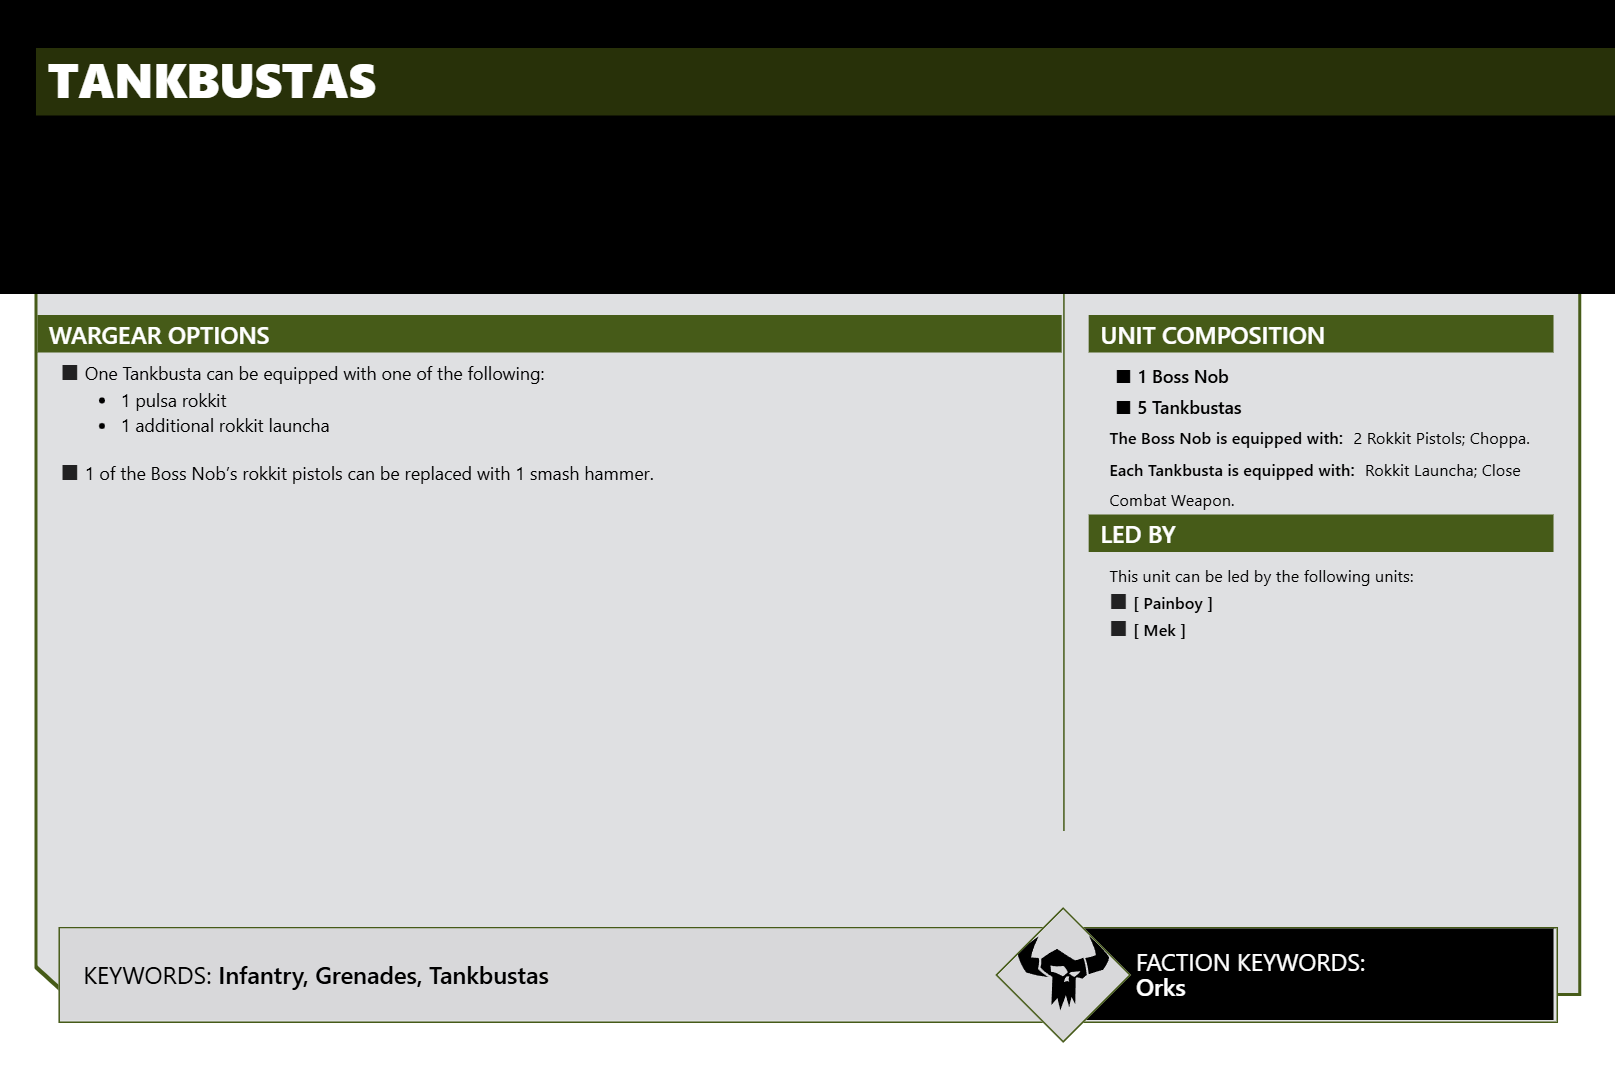 TANKBUSTAS
WARGEAR OPTIONS
■ One Tankbusta can be equipped with one of the following:
• 1 pulsa rokkit
• 1 additional rokkit launcha
■ 1 of the Boss Nob’s rokkit pistols can be replaced with 1 smash hammer.
UNIT COMPOSITION
■ 1 Boss Nob
■ 5 Tankbustas
The Boss Nob is equipped with: 2 Rokkit Pistols; Choppa.
Each Tankbusta is equipped with: Rokkit Launcha; Close
Combat Weapon.
LED BY
This unit can be led by the following units:
■ [ Painboy ]
■ [ Mek ]
KEYWORDS: Infantry, Grenades, Tankbustas
FACTION KEYWORDS:
Orks